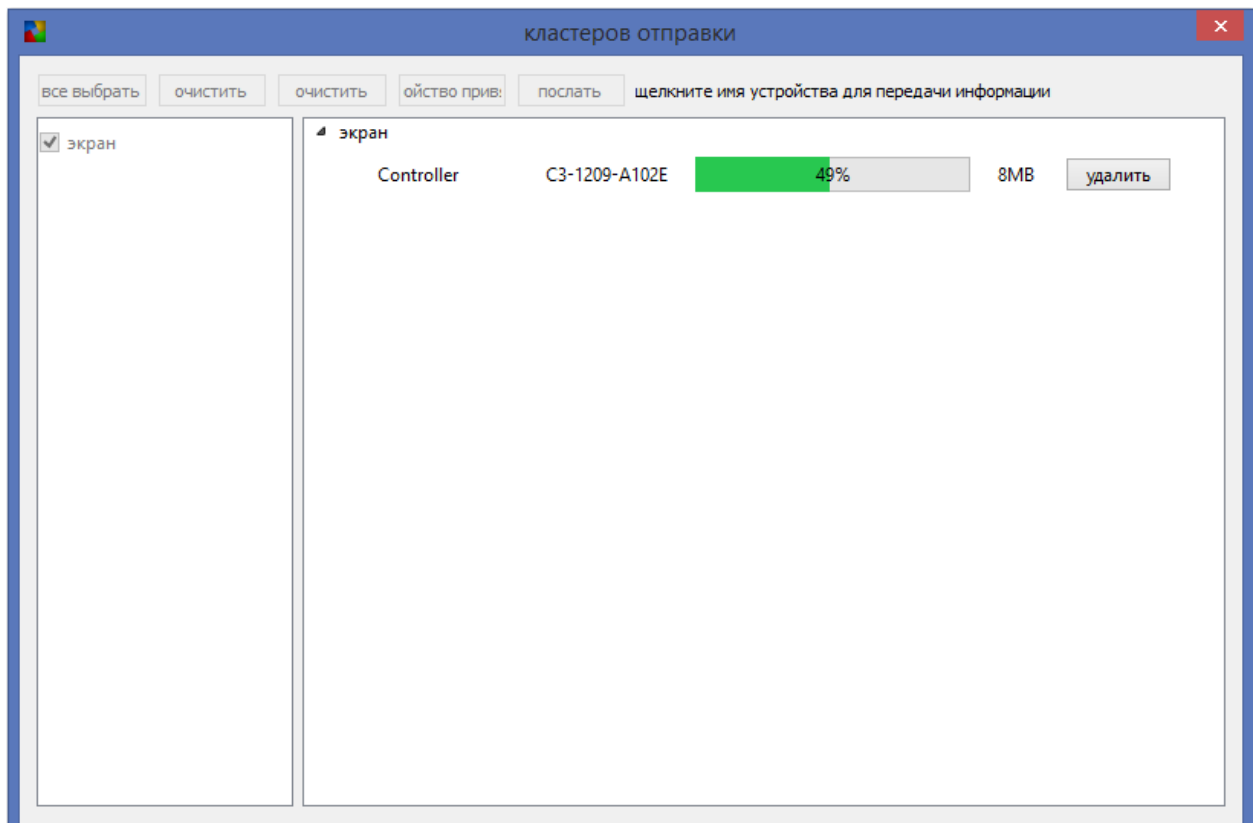 кластеров отправки
все выбрать очистить очистить ойство прив: послать щелкните имя устройства для передачи информации
экран
экран
Controller C3-1209-A102E 49% 8MB удалить